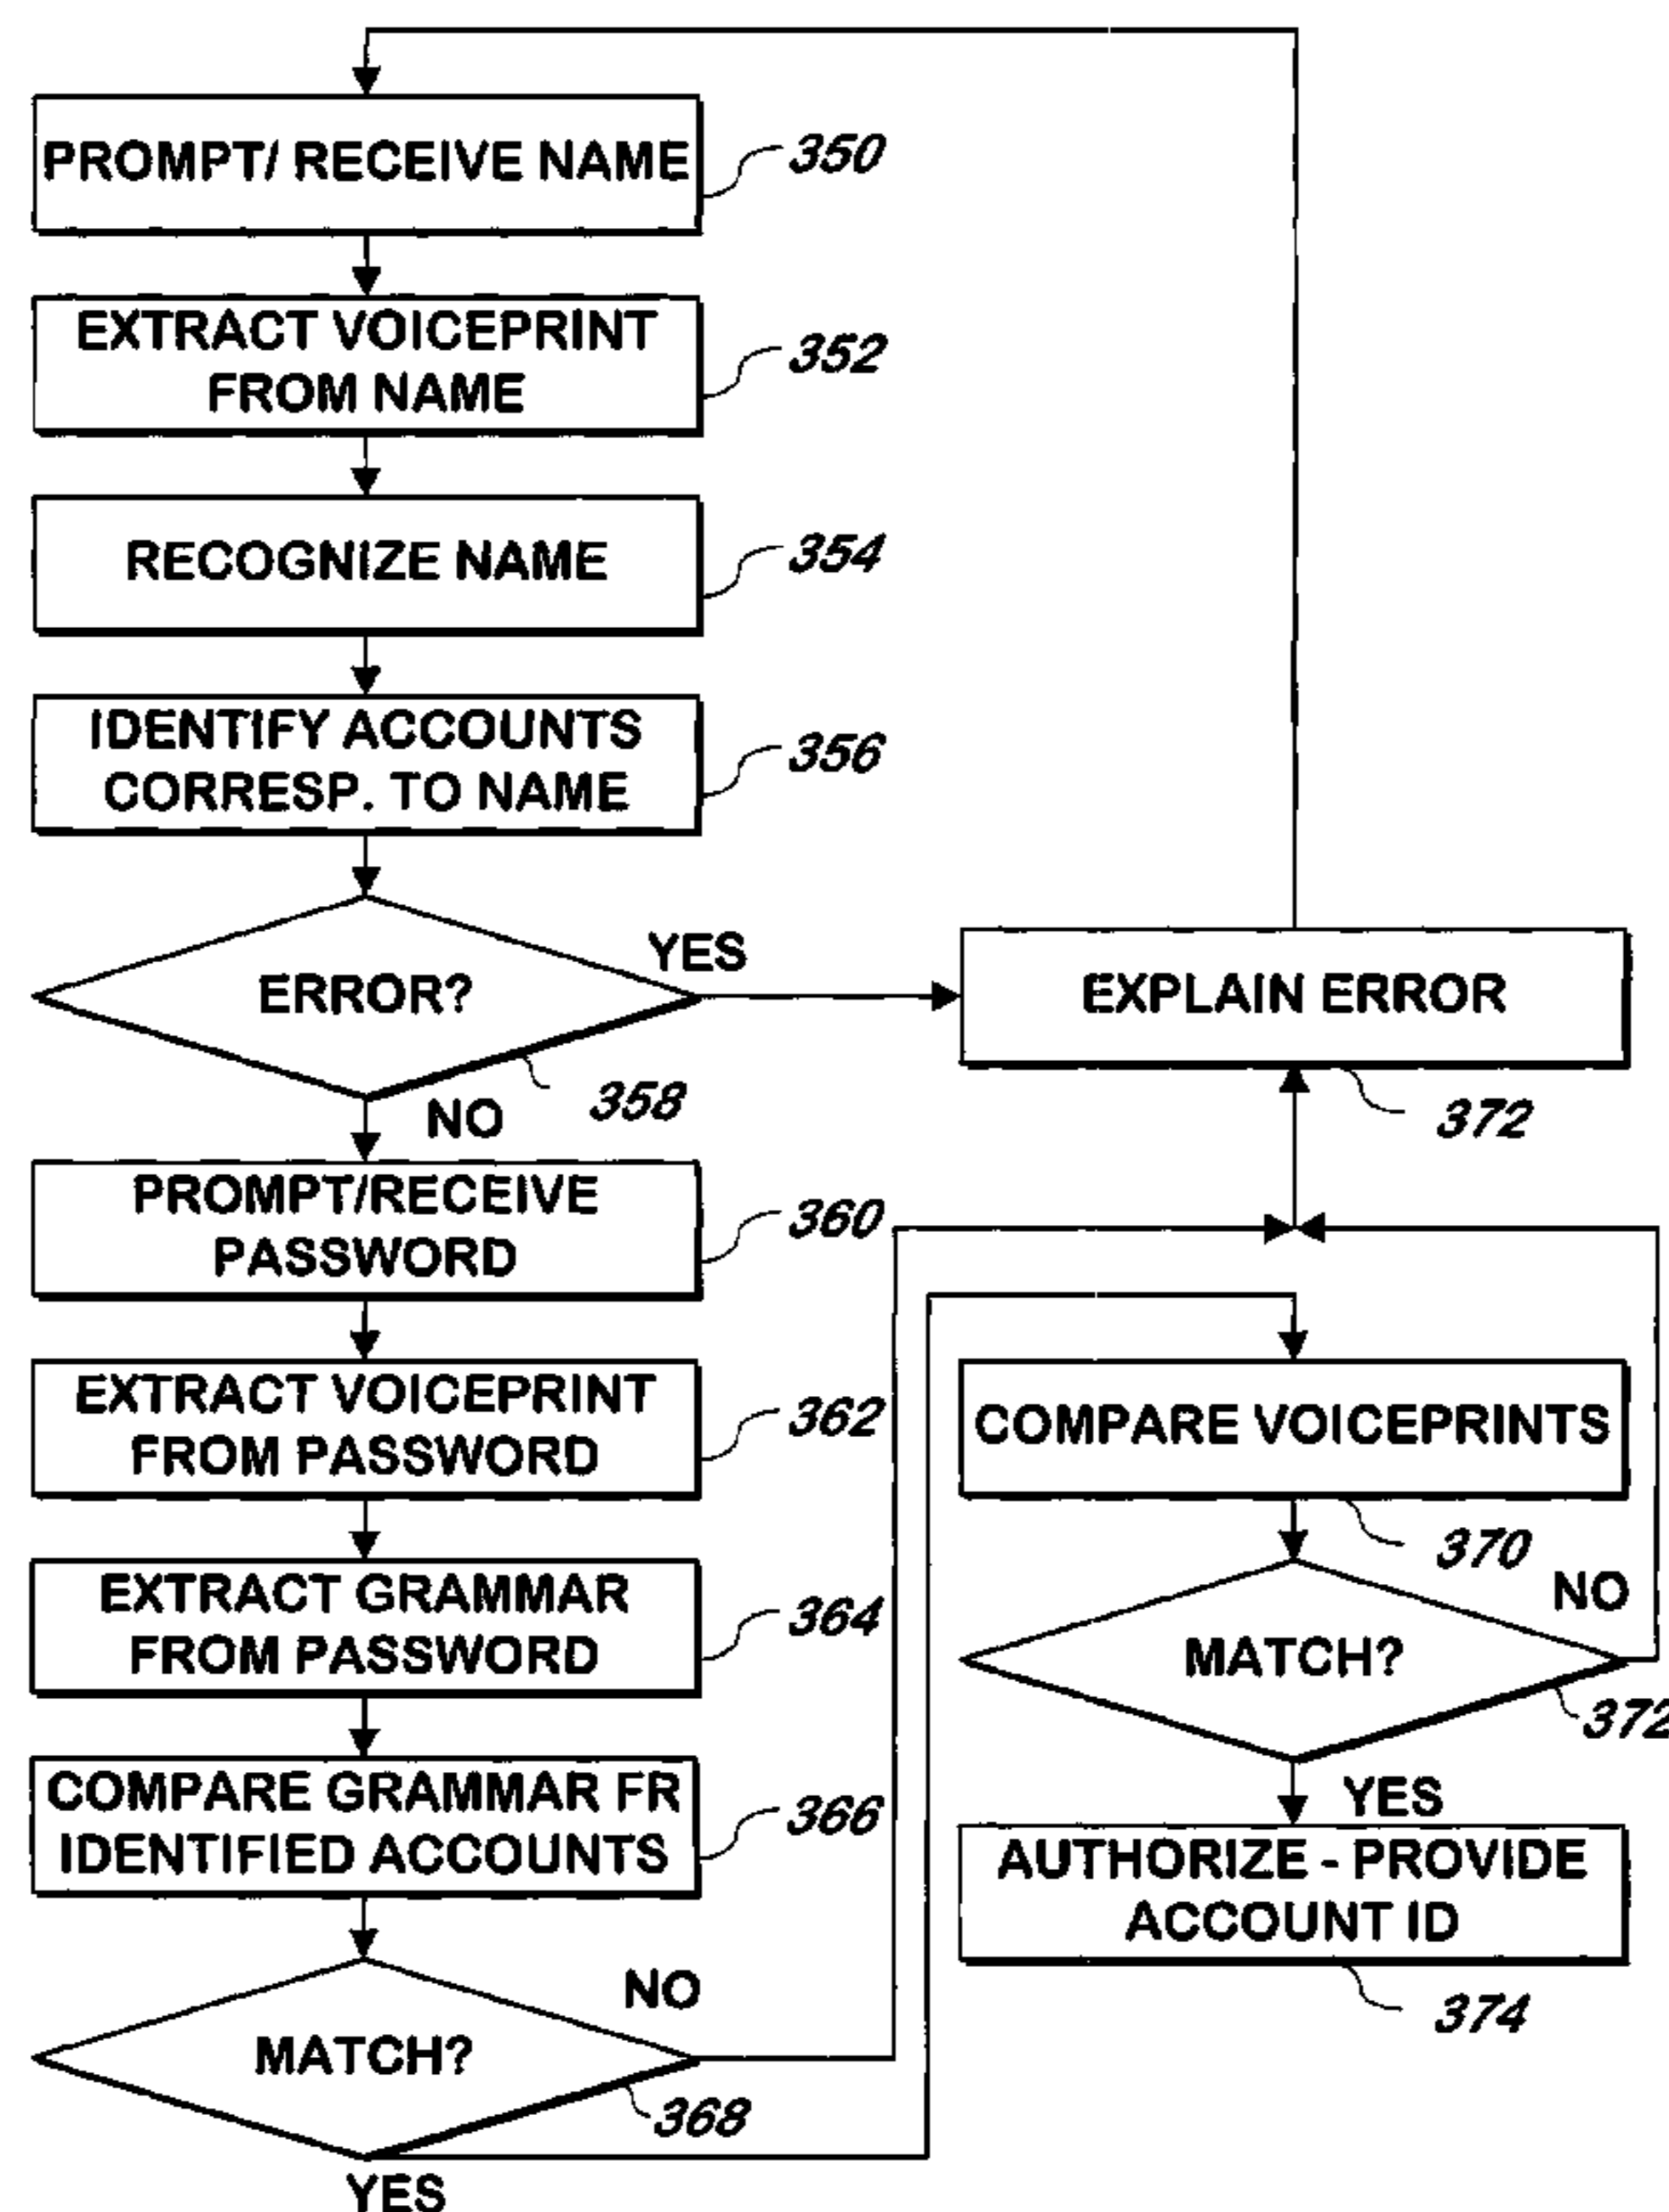 PROMPT/ RECEIVE NAME
350
EXTRACT VOICEPRINT
FROM NAME
352
RECOGNIZE NAME
354
IDENTIFY ACCOUNTS
CORRESP. TO NAME
356
ERROR?
YES
358
NO
EXPLAIN ERROR
372
PROMPT/RECEIVE
PASSWORD
360
EXTRACT VOICEPRINT
FROM PASSWORD
362
EXTRACT GRAMMAR
FROM PASSWORD
364
COMPARE GRAMMAR FR
IDENTIFIED ACCOUNTS
366
MATCH?
NO
368
YES
COMPARE VOICEPRINTS
370
MATCH?
NO
372
YES
AUTHORIZE - PROVIDE
ACCOUNT ID
374